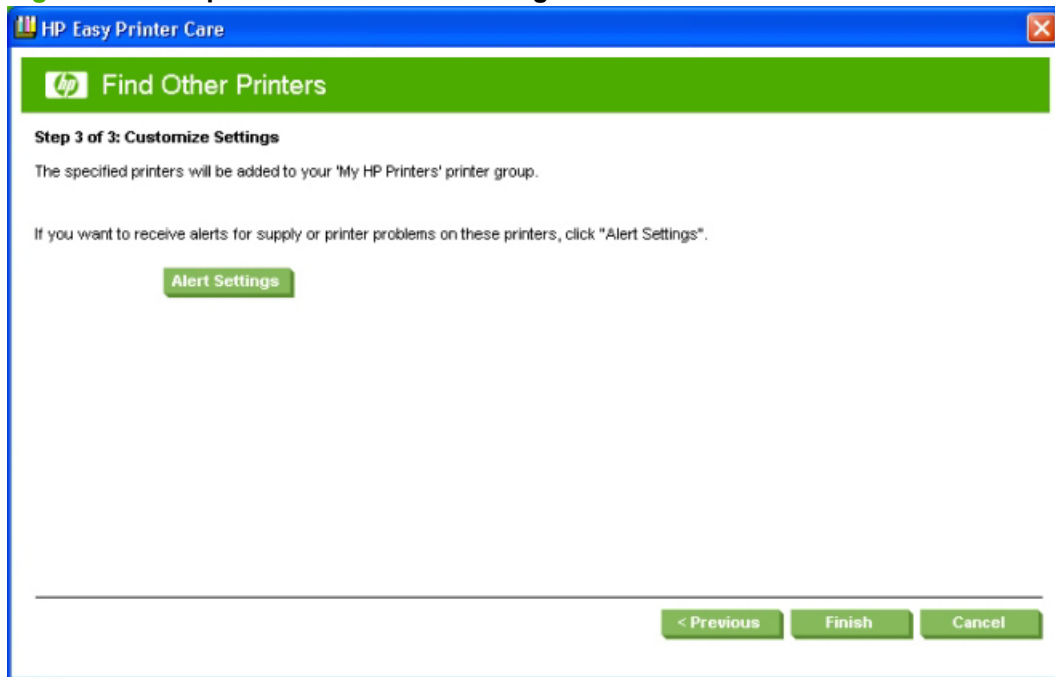 HP Easy Printer Care
hp Find Other Printers
Step 3 of 3: Customize Settings
The specified printers will be added to your 'My HP Printers' printer group.
If you want to receive alerts for supply or printer problems on these printers, click "Alert Settings".
Alert Settings
< Previous Finish Cancel